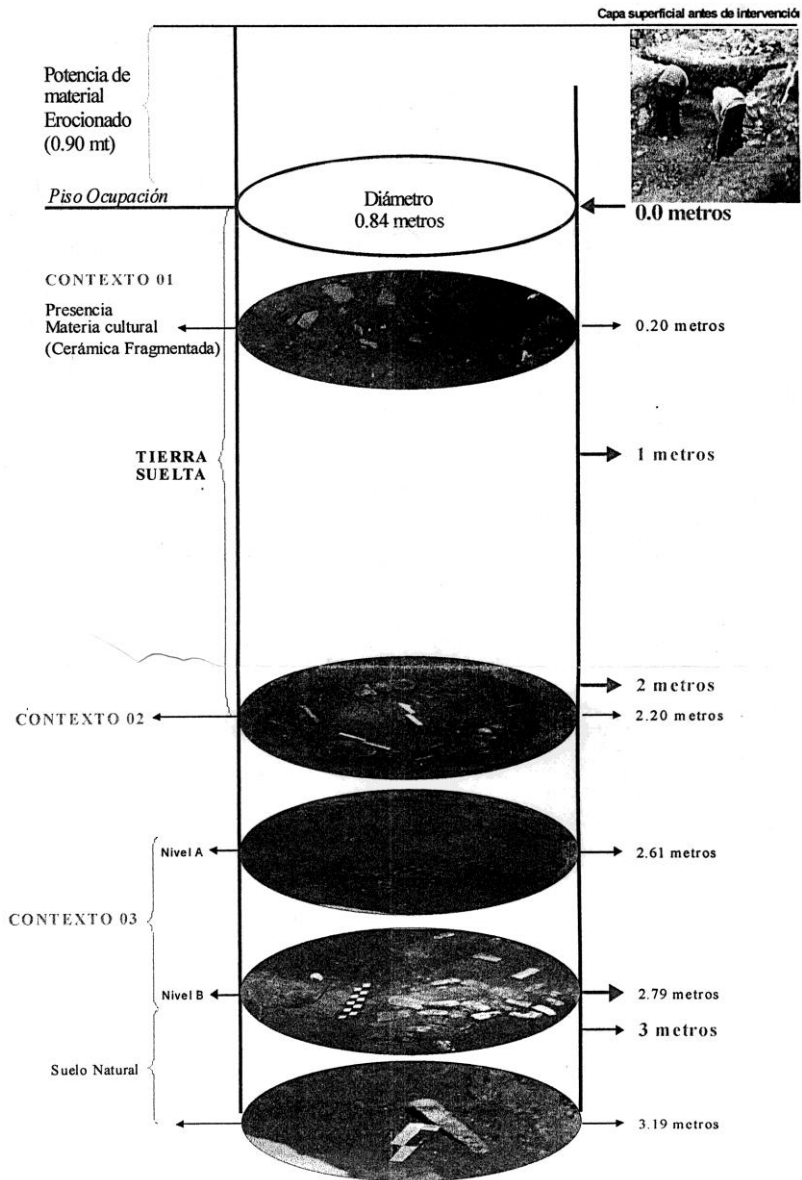 Capa superficial antes de intervenció
Potencia de
material
Erocionado
(0.90 mt)
Piso Ocupación
Diámetro
0.84 metros
0.0 metros
CONTEXTO 01
Presencia
Materia cultural
(Cerámica Fragmentada)
0.20 metros
1 metros
TIERRA
SUELTA
2 metros
CONTEXTO 02
2.20 metros
Nivel A
2.61 metros
CONTEXTO 03
Nivel B
2.79 metros
3 metros
Suelo Natural
3.19 metros